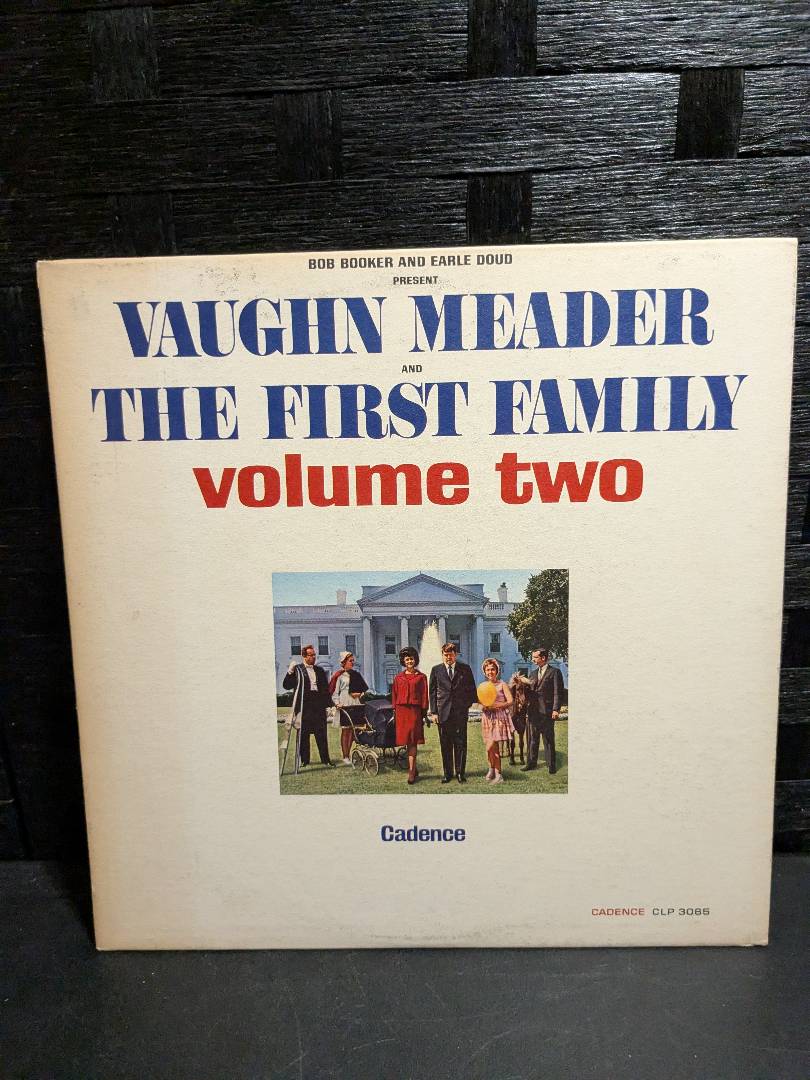 BOB BOOKER AND EARLE DOUD
PRESENT
VAUGHN MEADER
AND
THE FIRST FAMILY
volume two
Cadence
CADENCE CLP 3065